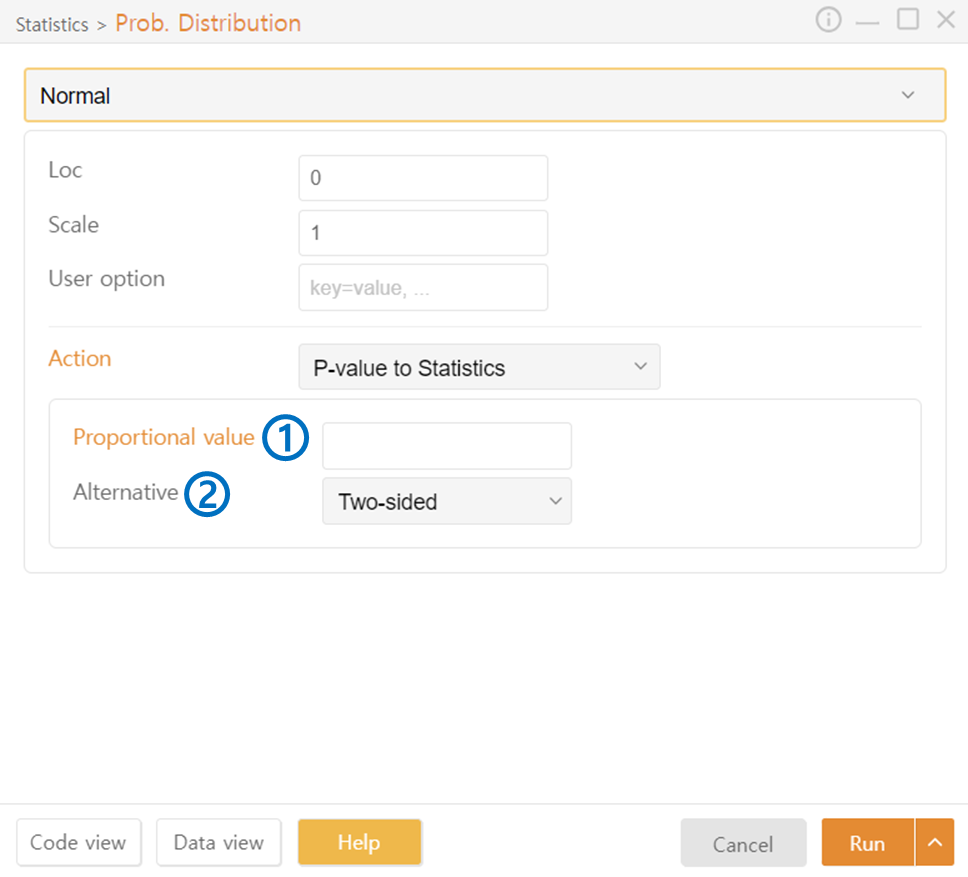 Statistics > Prob. Distribution
Normal
Loc
0
Scale
1
User option
key=value, ...
Action
P-value to Statistics
Proportional value ①
Alternative ②
Two-sided
Code view
Data view
Help
Cancel
Run